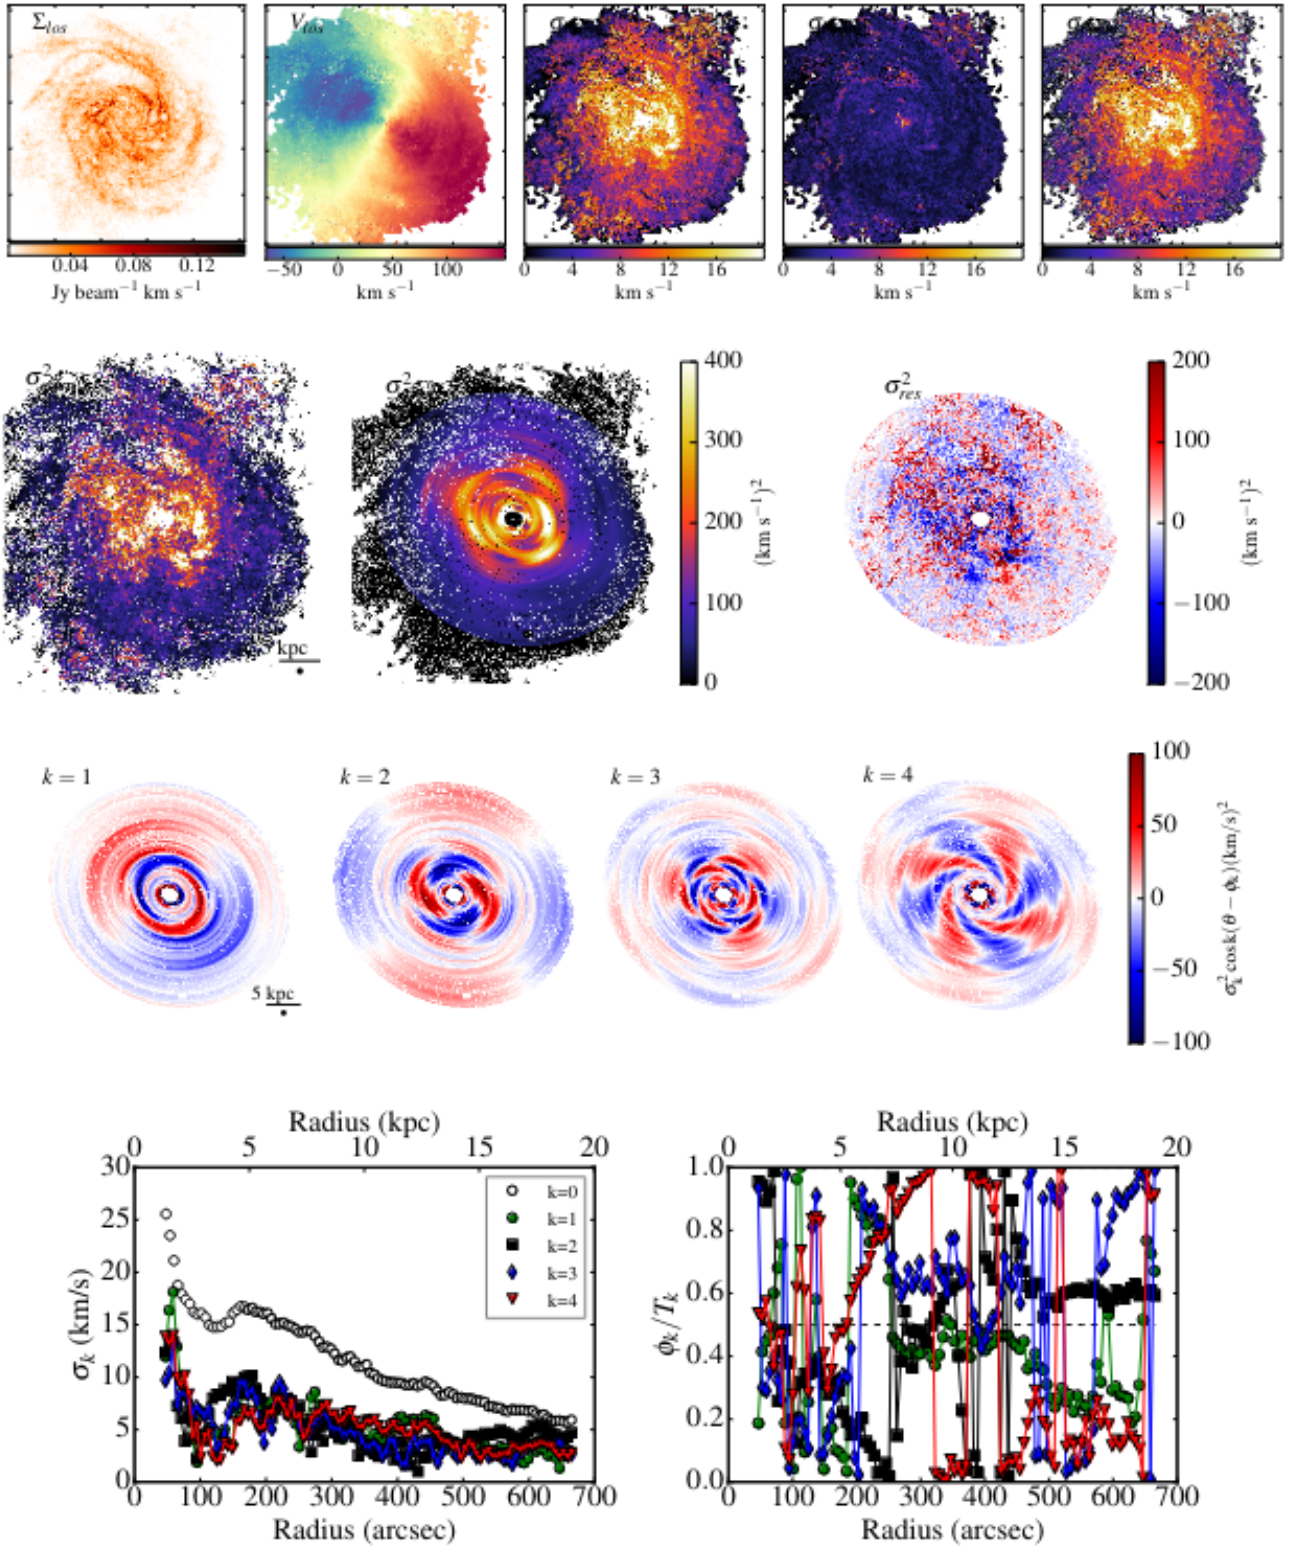 Σlos Vlos σ σ σ
0.04 0.08 0.12 −50 0 50 100 0 4 8 12 16 0 4 8 12 16 0 4 8 12 16
Jy beam−1 km s−1 km s−1 km s−1 km s−1 km s−1
σ2 σ2 σ2res
400
300
200
100
0
(km s−1)2
200
100
0
−100
−200
(km s−1)2
kpc
k = 1 k = 2 k = 3 k = 4
100
50
0
−50
−100
σk2 cosk(θ − ϕk)(km/s)2
5 kpc
Radius (kpc)
0 5 10 15 20
30
25
20
15
10
5
0
σk (km/s)
k=0
k=1
k=2
k=3
k=4
0 100 200 300 400 500 600 700
Radius (arcsec)
Radius (kpc)
0 5 10 15 20
1.0
0.8
0.6
0.4
0.2
0.0
ϕk/Tk
0 100 200 300 400 500 600 700
Radius (arcsec)